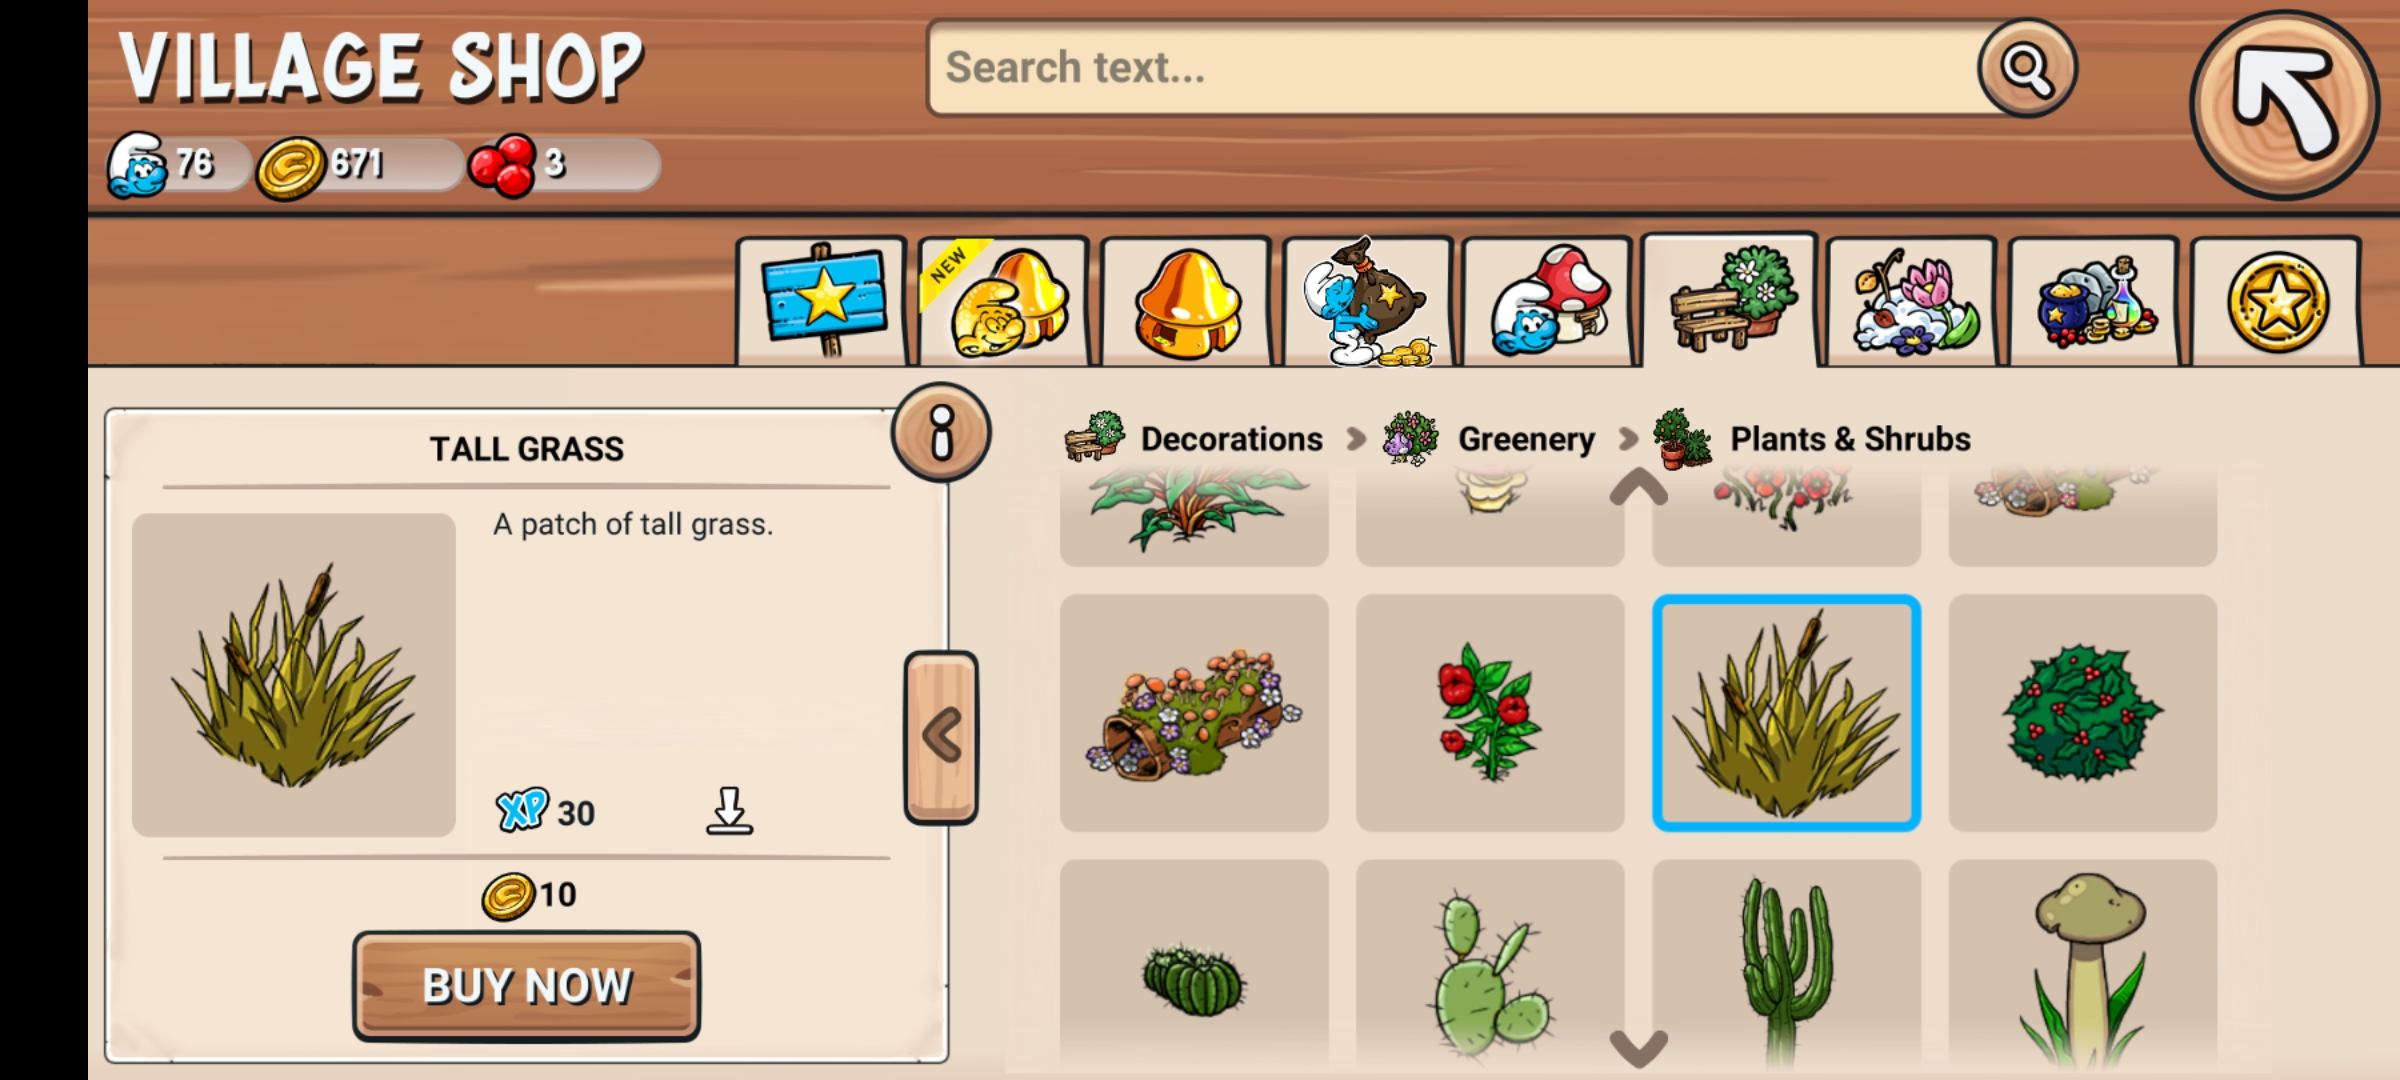 VILLAGE SHOP
Search text...
76
671
3
NEW
TALL GRASS
A patch of tall grass.
XP 30
10
BUY NOW
Decorations > Greenery > Plants & Shrubs